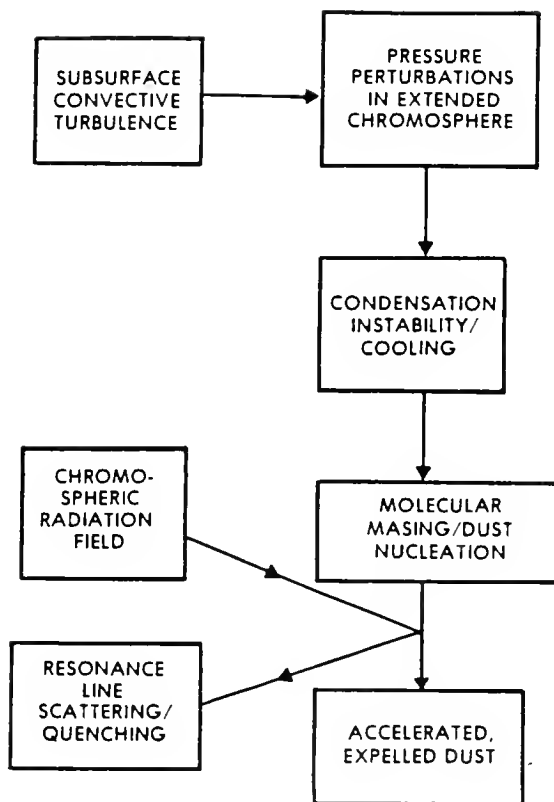 SUBSURFACE
CONVECTIVE
TURBULENCE
PRESSURE
PERTURBATIONS
IN EXTENDED
CHROMOSPHERE
CONDENSATION
INSTABILITY/
COOLING
CHROMO-
SPHERIC
RADIATION
FIELD
MOLECULAR
MASING/DUST
NUCLEATION
RESONANCE
LINE
SCATTERING/
QUENCHING
ACCELERATED,
EXPELLED DUST